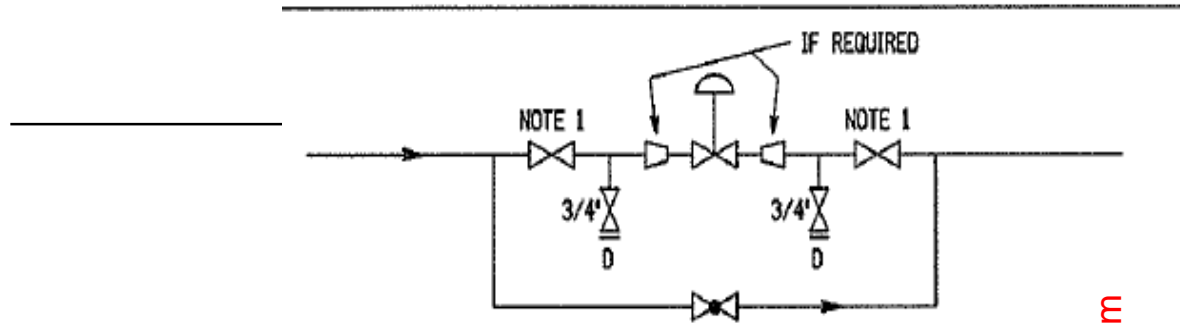 IF REQUIRED
NOTE 1
NOTE 1
3/4"
3/4"
D
D
m